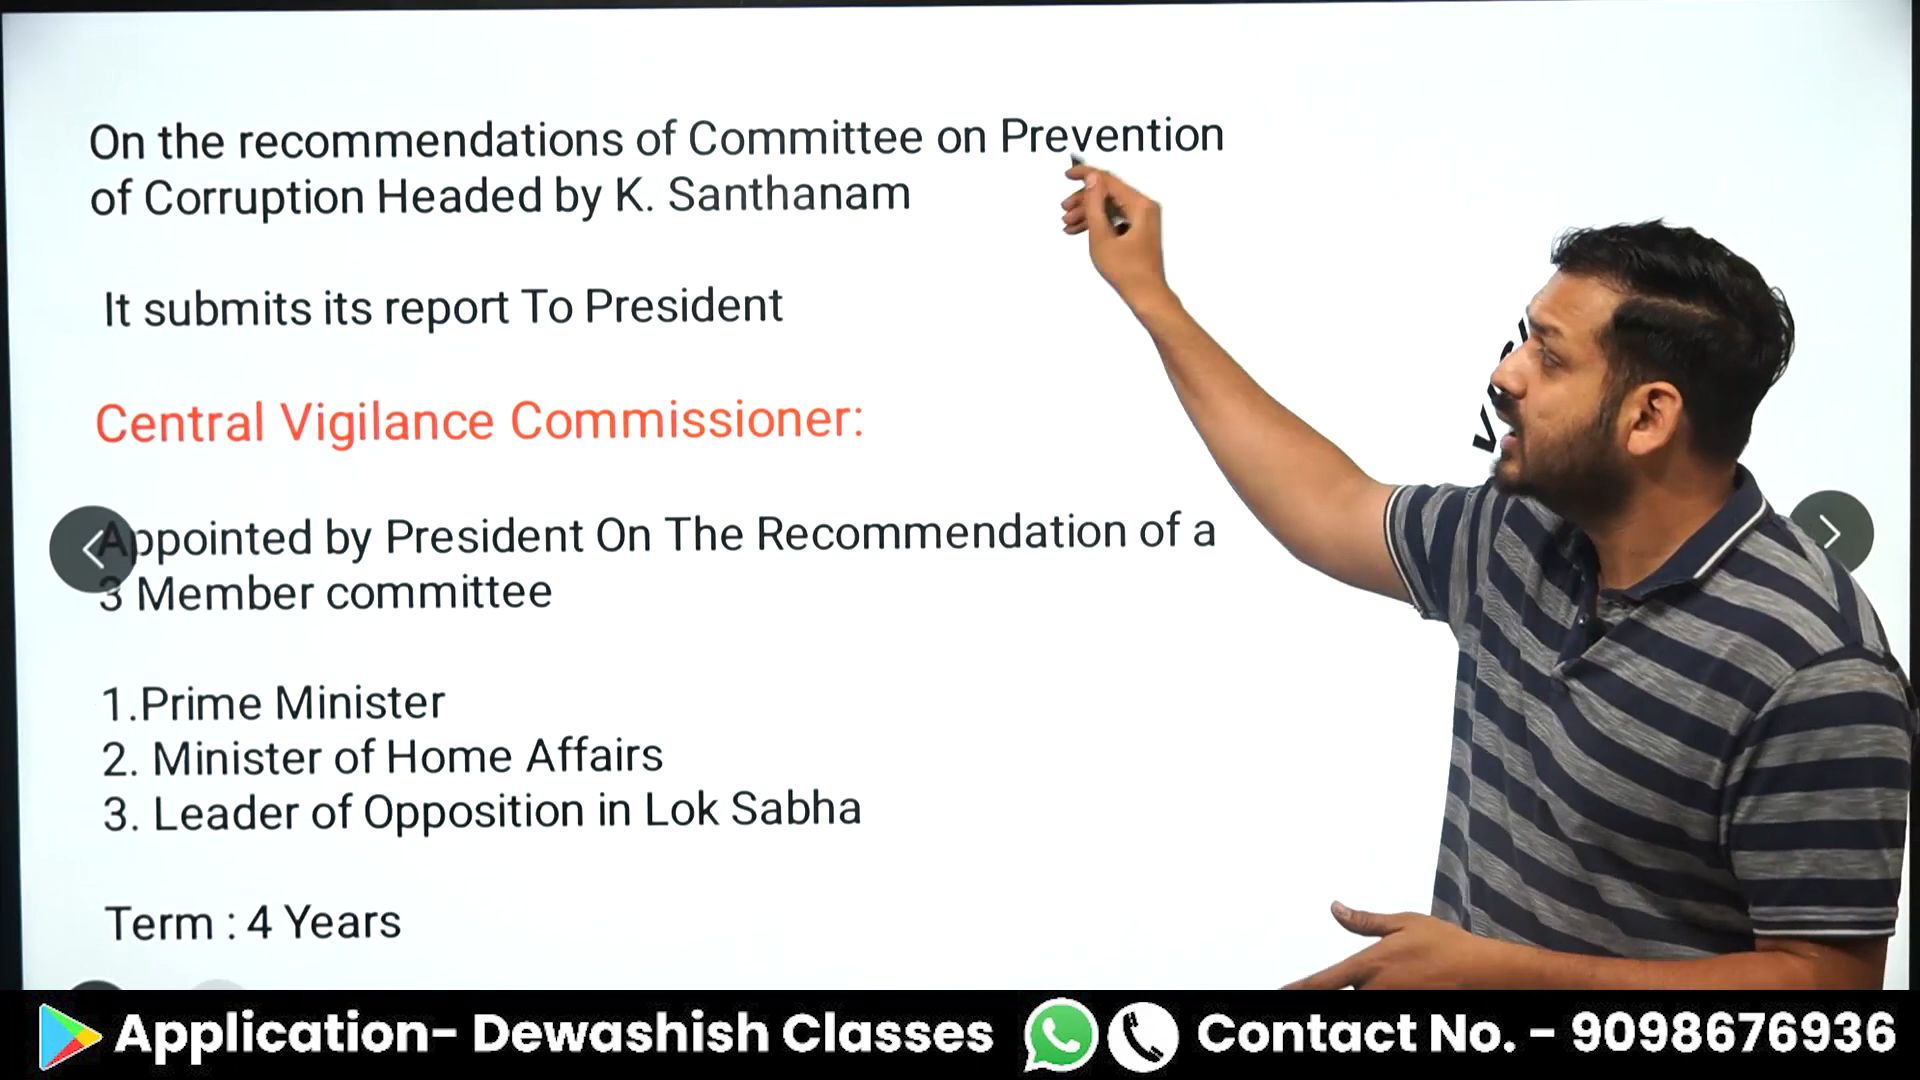 On the recommendations of Committee on Prevention
of Corruption Headed by K. Santhanam
It submits its report To President
Central Vigilance Commissioner:
Appointed by President On The Recommendation of a
3 Member committee
1.Prime Minister
2. Minister of Home Affairs
3. Leader of Opposition in Lok Sabha
Term : 4 Years
Application- Dewashish Classes
Contact No. - 9098676936